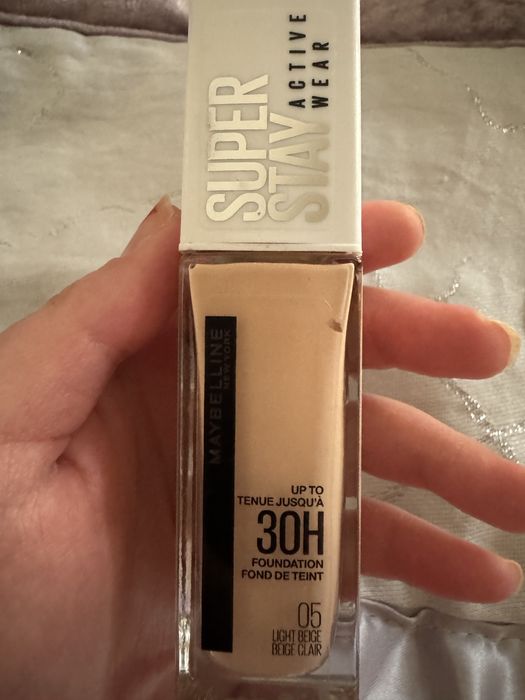 SUPER
STAY
ACTIVE
WEAR
MAYBELLINE
NEW YORK
UP TO
TENUE JUSQU'À
30H
FOUNDATION
FOND DE TEINT
05
LIGHT BEIGE
BEIGE CLAIR